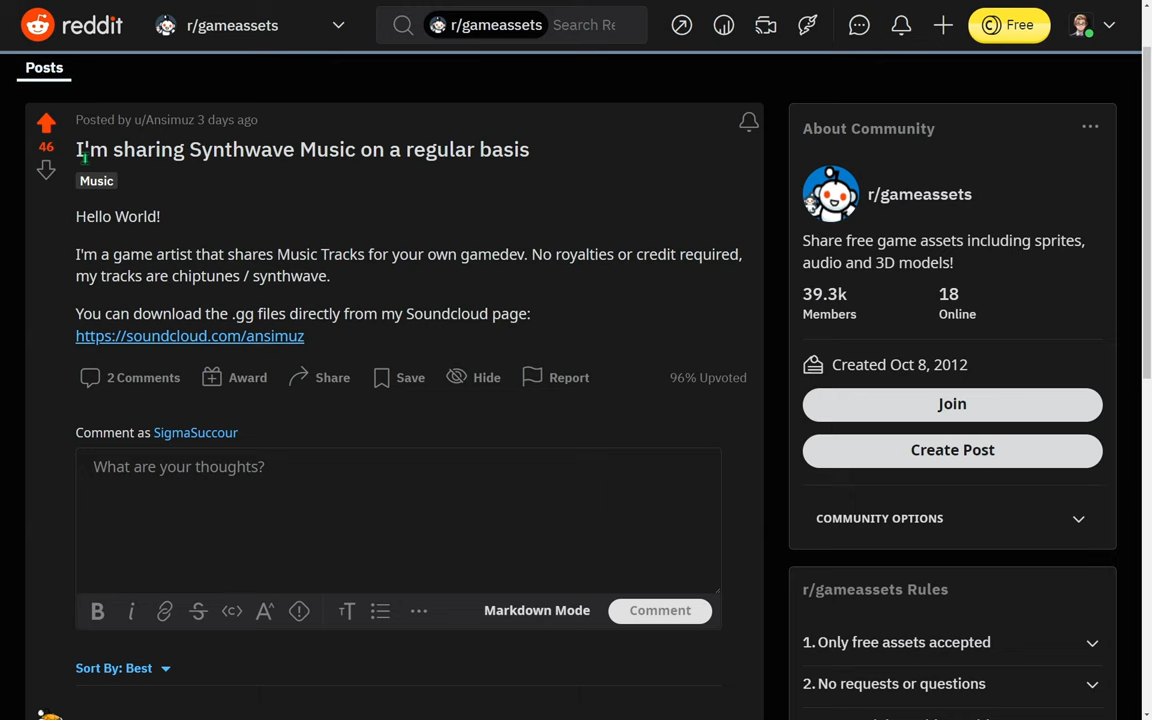 reddit
r/gameassets
r/gameassets
Search Re
Free
Posts
Posted by u/Ansimuz 3 days ago
46
I'm sharing Synthwave Music on a regular basis
Music
Hello World!
I'm a game artist that shares Music Tracks for your own gamedev. No royalties or credit required,
my tracks are chiptunes / synthwave.
You can download the .gg files directly from my Soundcloud page:
https://soundcloud.com/ansimuz
2 Comments
Award
Share
Save
Hide
Report
96% Upvoted
Comment as SigmaSuccour
What are your thoughts?
Markdown Mode
Comment
Sort By: Best
About Community
r/gameassets
Share free game assets including sprites,
audio and 3D models!
39.3k
18
Members
Online
Created Oct 8, 2012
Join
Create Post
COMMUNITY OPTIONS
r/gameassets Rules
1. Only free assets accepted
2. No requests or questions